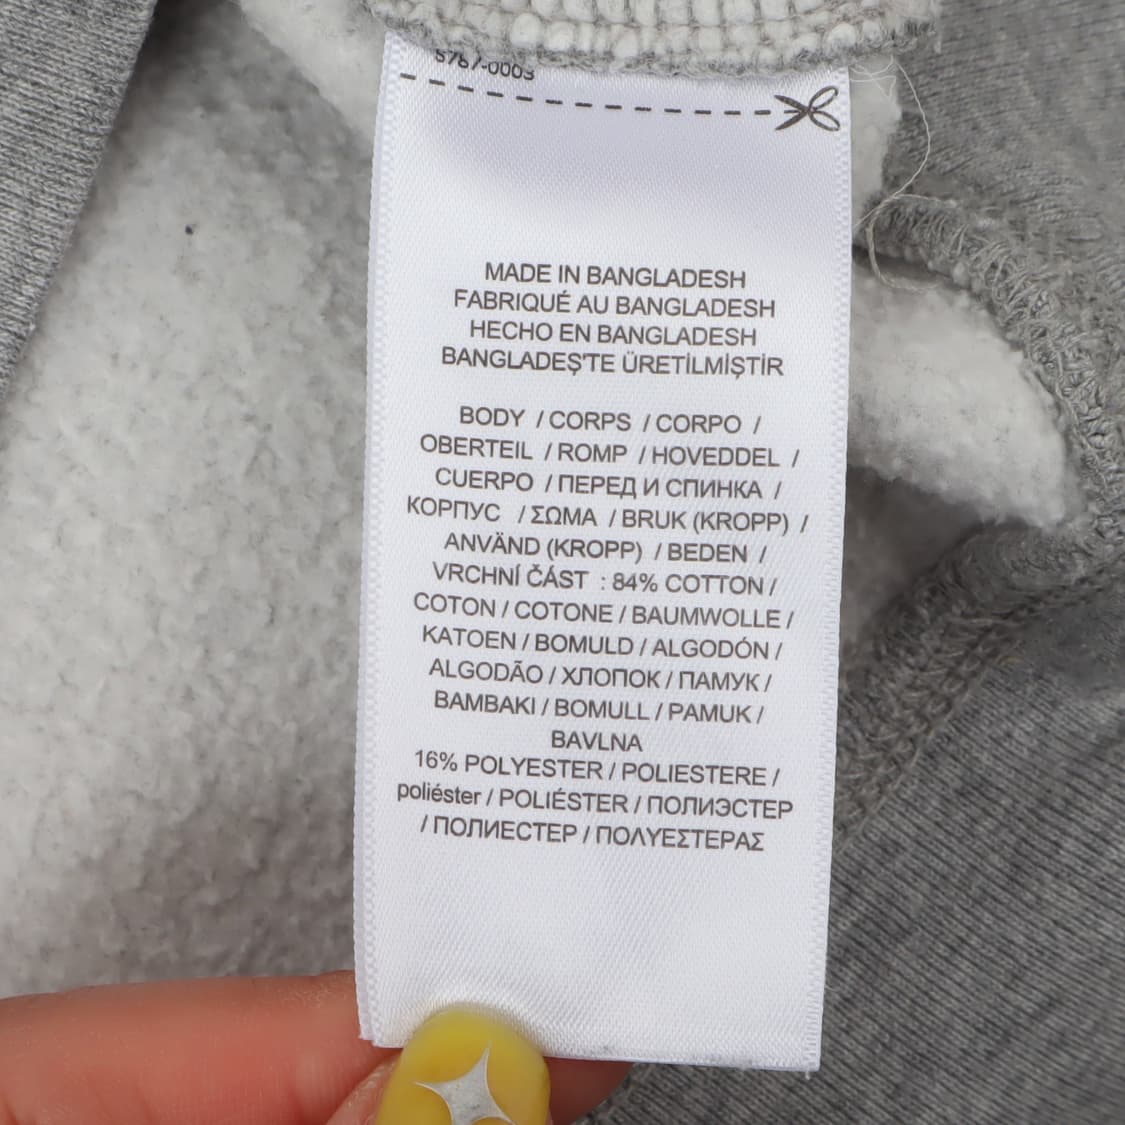 5767-0003
MADE IN BANGLADESH
FABRIQUÉ AU BANGLADESH
HECHO EN BANGLADESH
BANGLADEŞ'TE ÜRETİLMİŞTİR
BODY / CORPS / CORPO /
OBERTEIL / ROMP / HOVEDDEL /
CUERPO / ПЕРЕД И СПИНКА /
КОРПУС / ΣΩΜΑ / BRUK (KROPP) /
ANVÄND (KROPP) / BEDEN /
VRCHNÍ ČÁST : 84% COTTON /
COTON / COTONE / BAUMWOLLE /
KATOEN / BOMULD / ALGODÓN /
ALGODÃO / ХЛОПОК / ПАМУК /
ΒΑΜΒΑΚΙ / BOMULL / PAMUK /
BAVLNA
16% POLYESTER / POLIESTERE /
poliéster / POLIÉSTER / ПОЛИЭСТЕР
/ ПОЛИЕСТЕР / ΠΟΛΥΕΣΤΕΡΑΣ